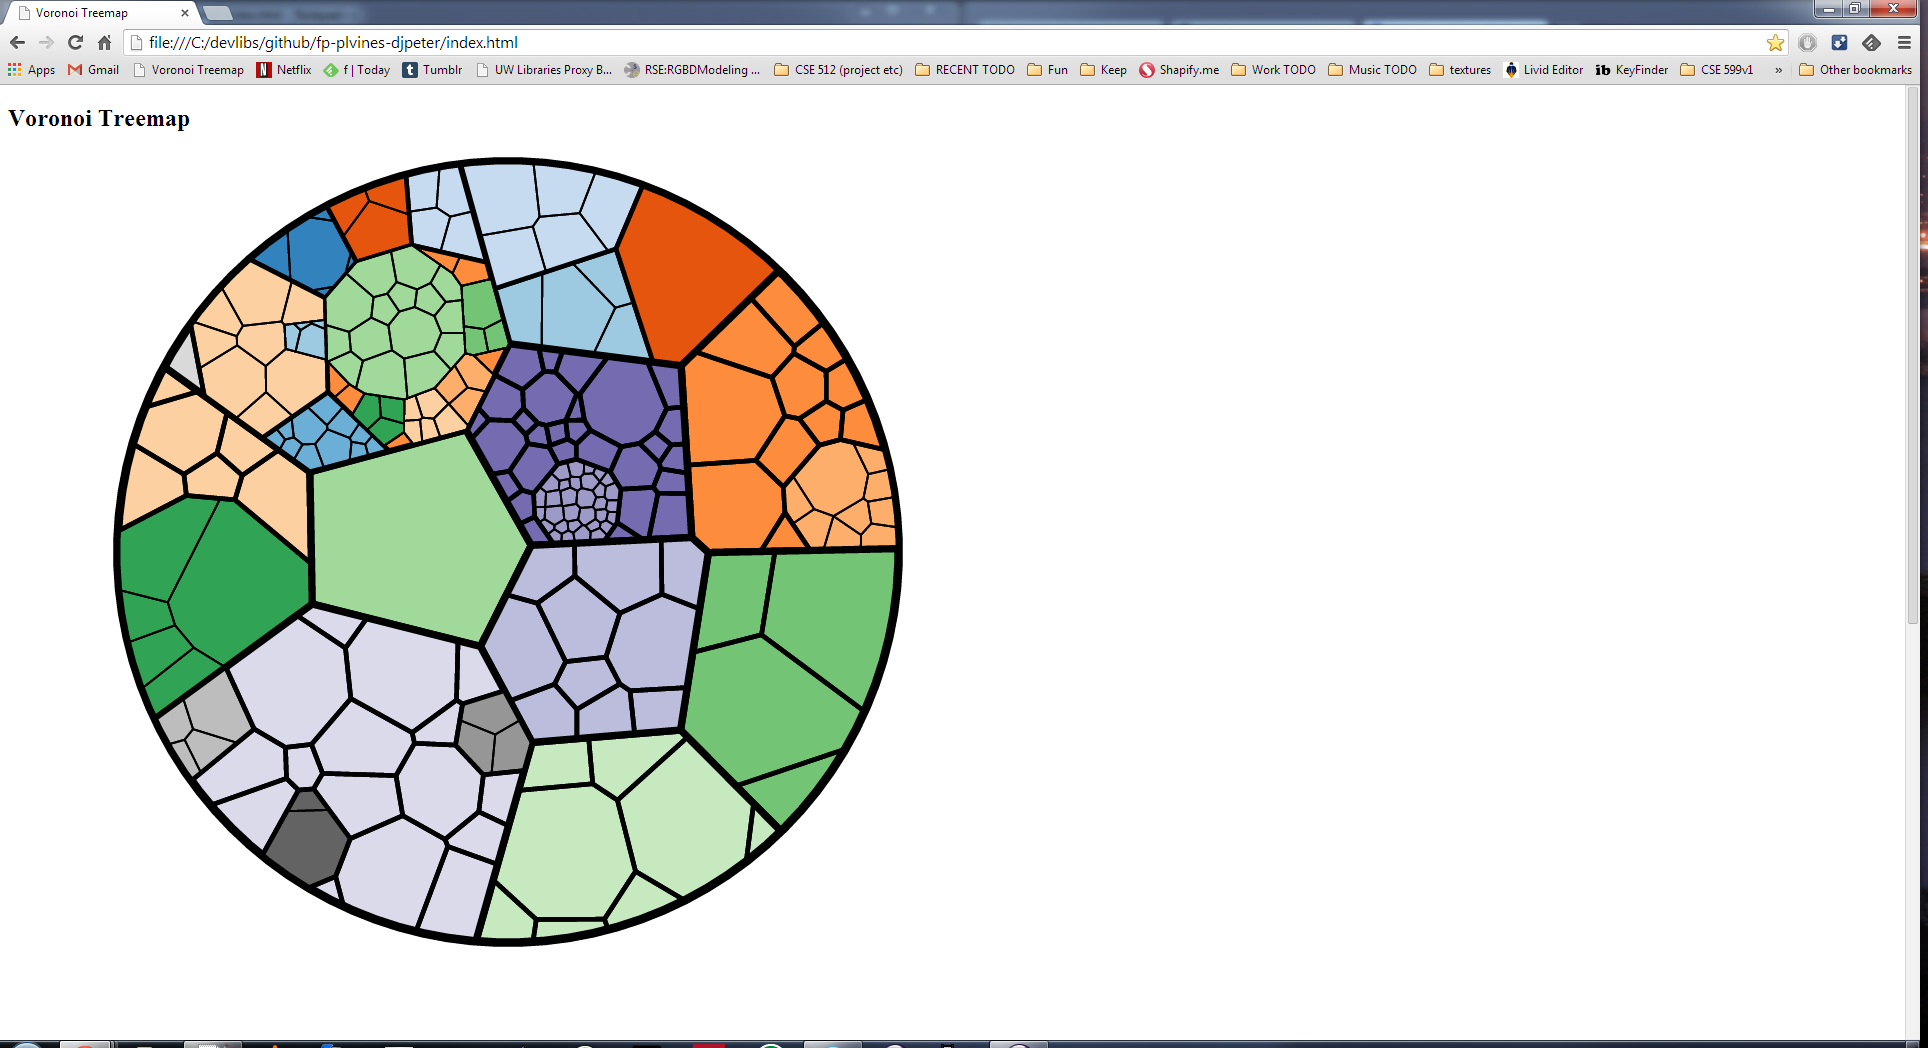 Voronoi Treemap
file:///C:/devlibs/github/fp-plvines-djpeter/index.html
Apps Gmail Voronoi Treemap Netflix f | Today Tumblr UW Libraries Proxy B... RSE:RGBDModeling ... CSE 512 (project etc) RECENT TODO Fun Keep Shapify.me Work TODO Music TODO textures Livid Editor KeyFinder CSE 599v1 » Other bookmarks
Voronoi Treemap